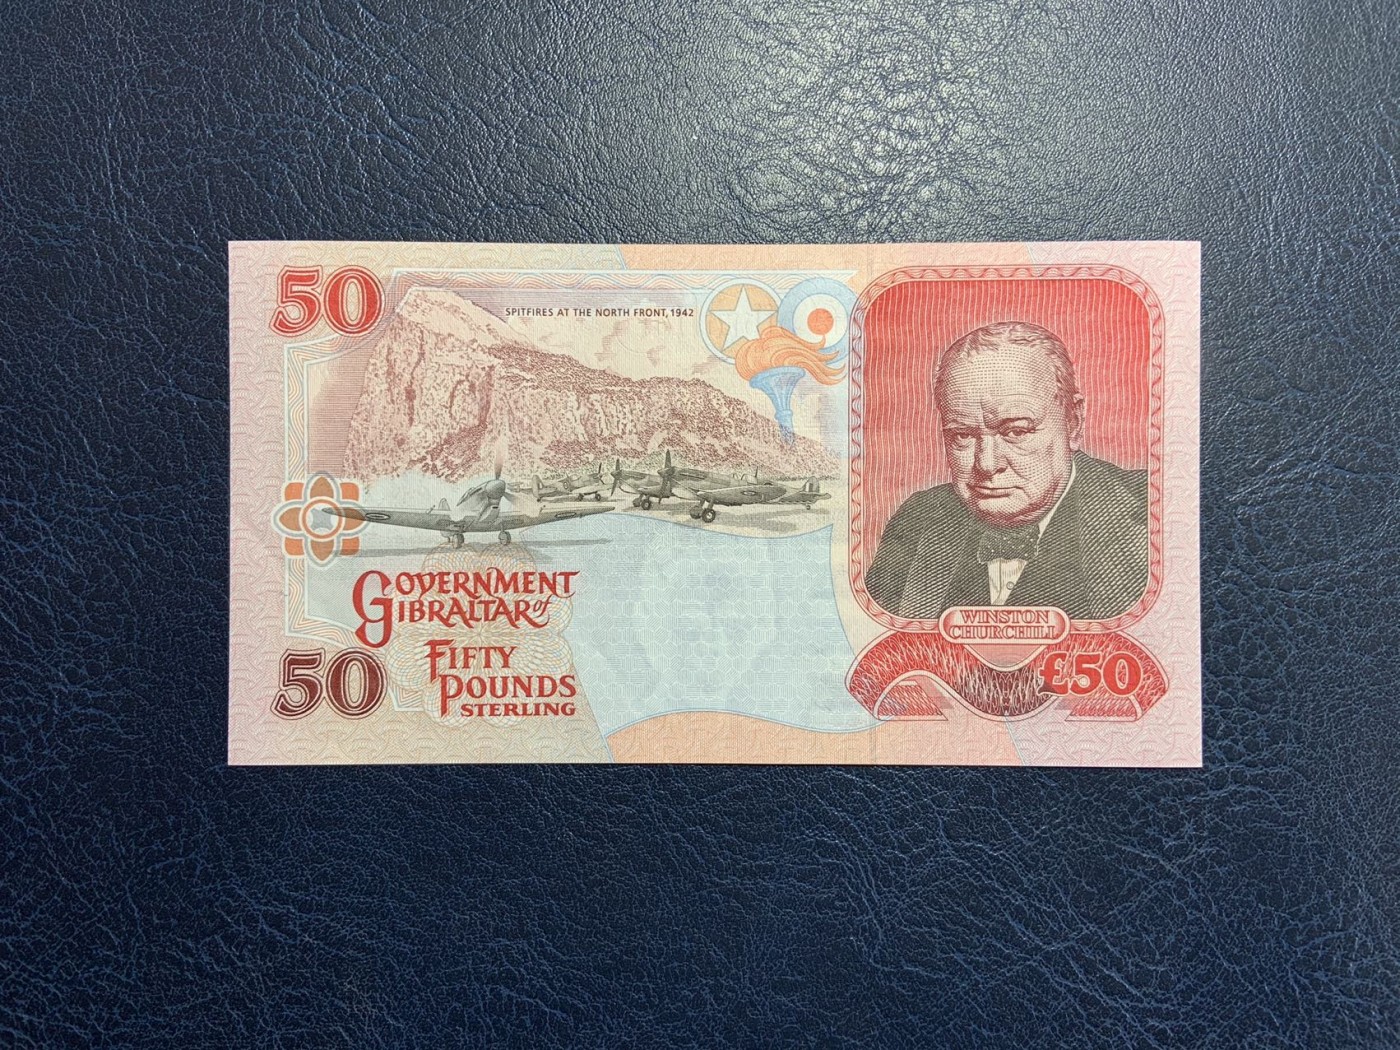 50
SPITFIRES AT THE NORTH FRONT, 1942
GOVERNMENT
GIBRALTAR of
50
FIFTY
POUNDS
STERLING
WINSTON
CHURCHILL
£50